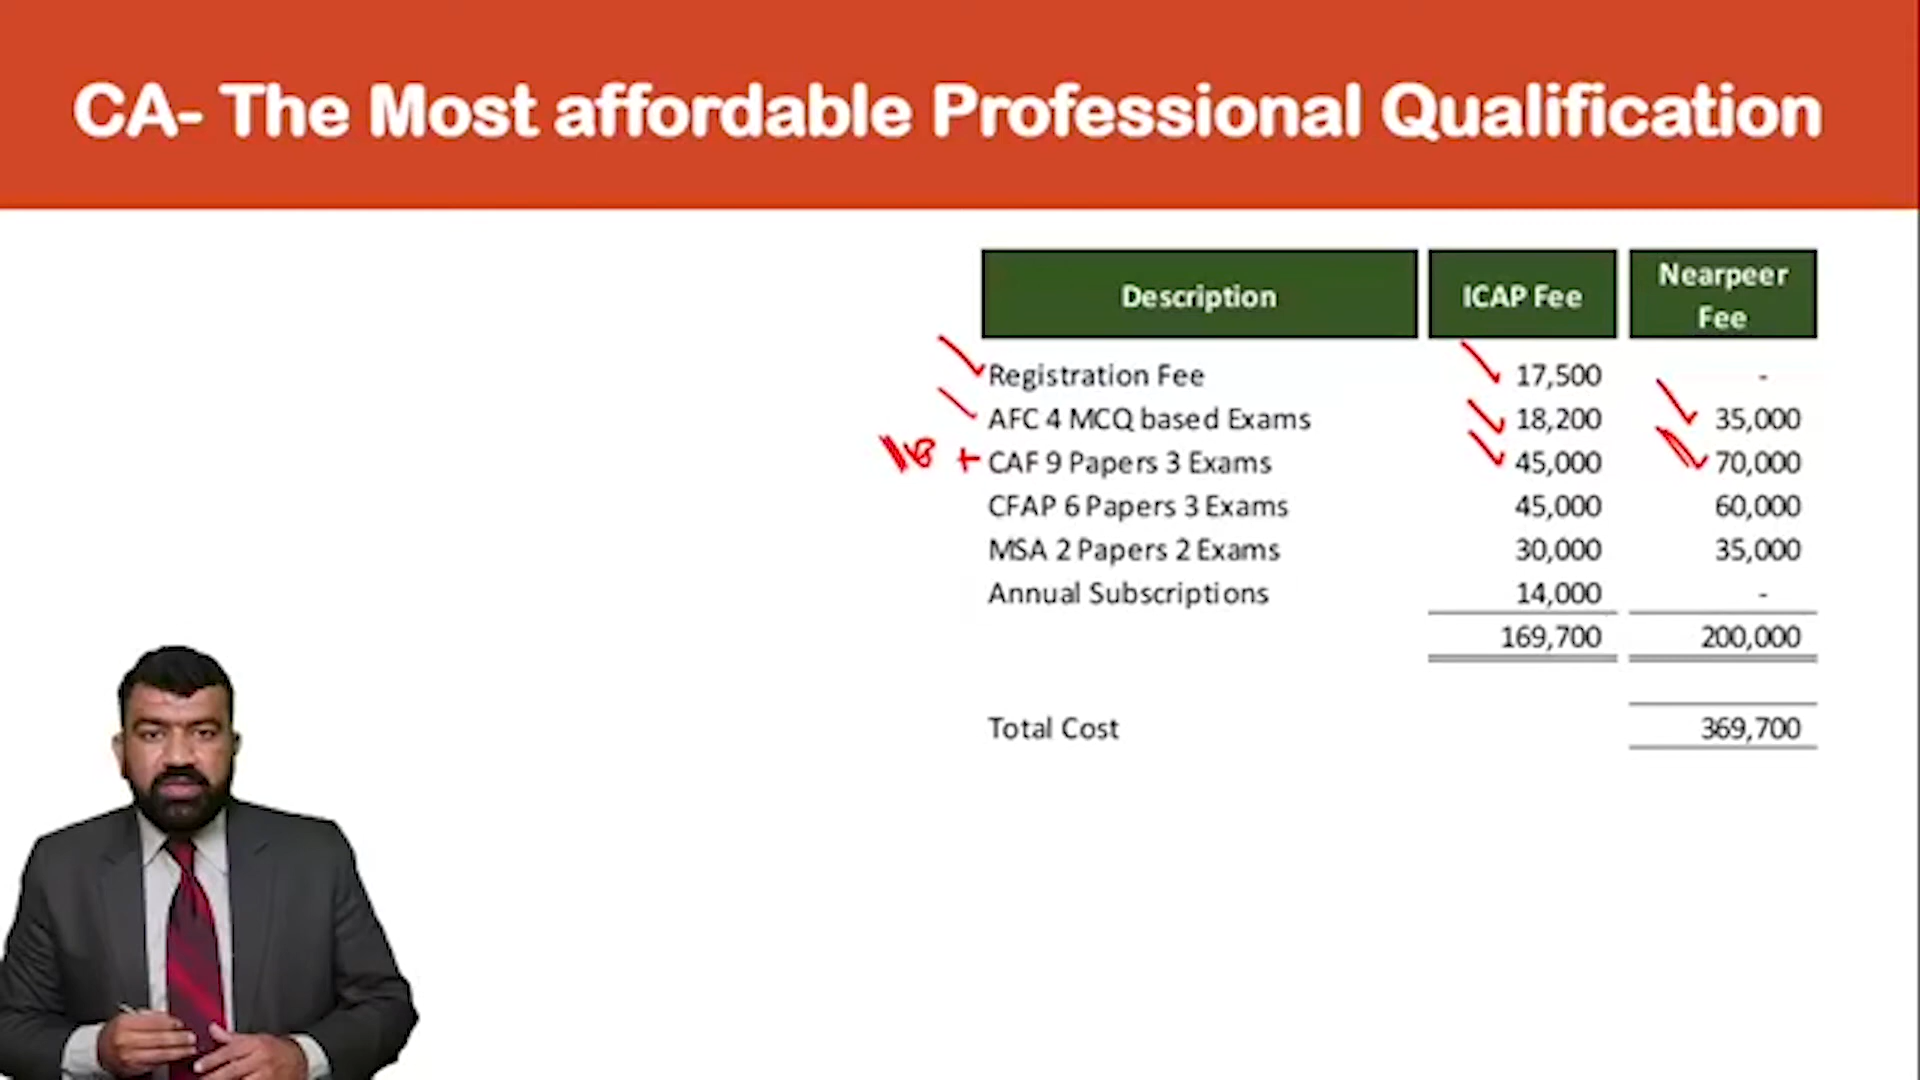 CA- The Most affordable Professional Qualification
Description ICAP Fee Nearpeer Fee
Registration Fee 17,500 -
AFC 4 MCQ based Exams 18,200 35,000
+ CAF 9 Papers 3 Exams 45,000 70,000
CFAP 6 Papers 3 Exams 45,000 60,000
MSA 2 Papers 2 Exams 30,000 35,000
Annual Subscriptions 14,000 -
169,700 200,000
Total Cost 369,700